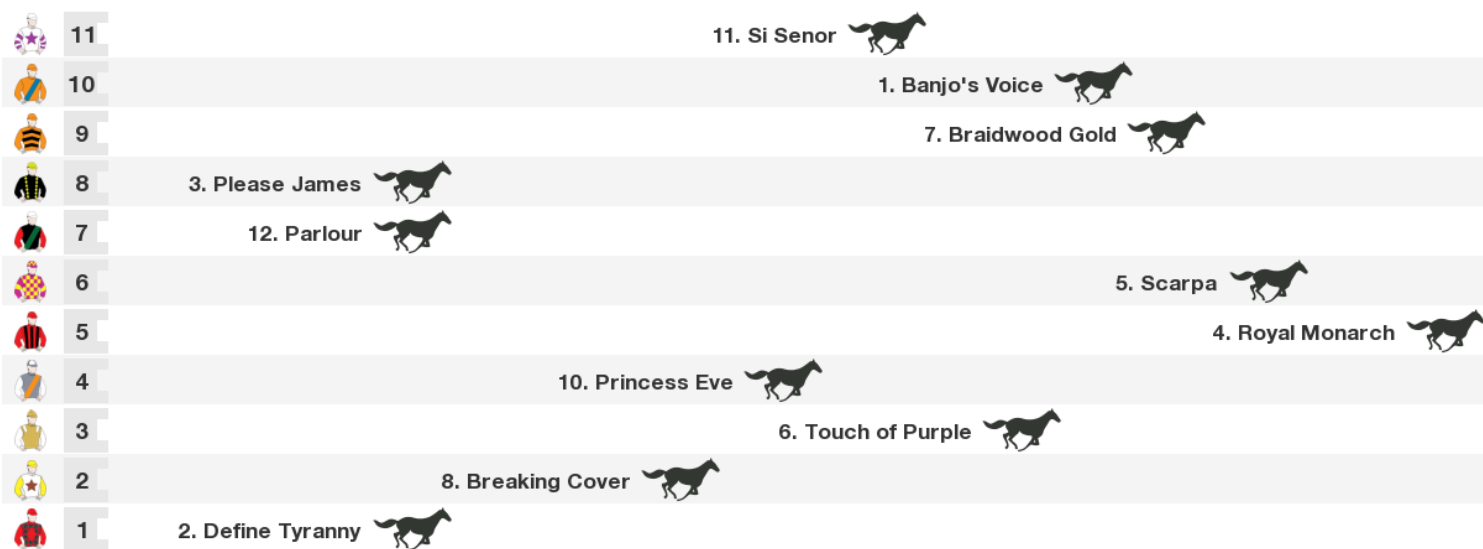 11 11. Si Senor
10 1. Banjo's Voice
9 7. Braidwood Gold
8 3. Please James
7 12. Parlour
6 5. Scarpa
5 4. Royal Monarch
4 10. Princess Eve
3 6. Touch of Purple
2 8. Breaking Cover
1 2. Define Tyranny